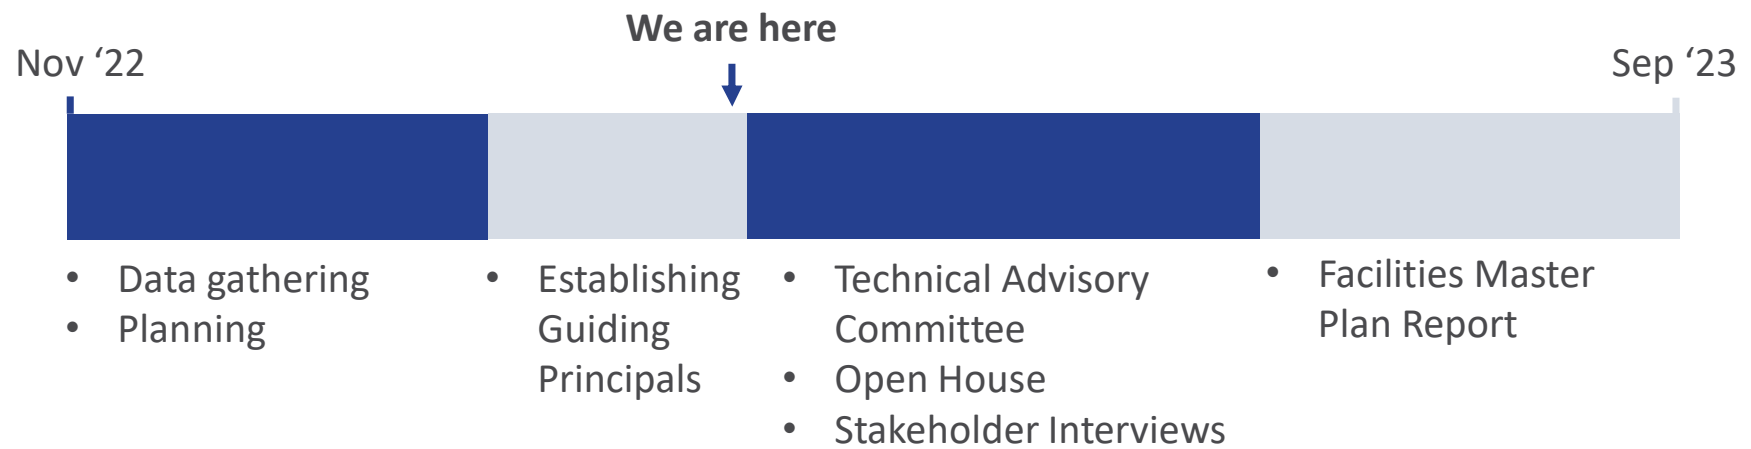 We are here
Nov ‘22
Sep ‘23
• Data gathering
• Planning
• Establishing
Guiding
Principals
• Technical Advisory
Committee
• Open House
• Stakeholder Interviews
• Facilities Master
Plan Report